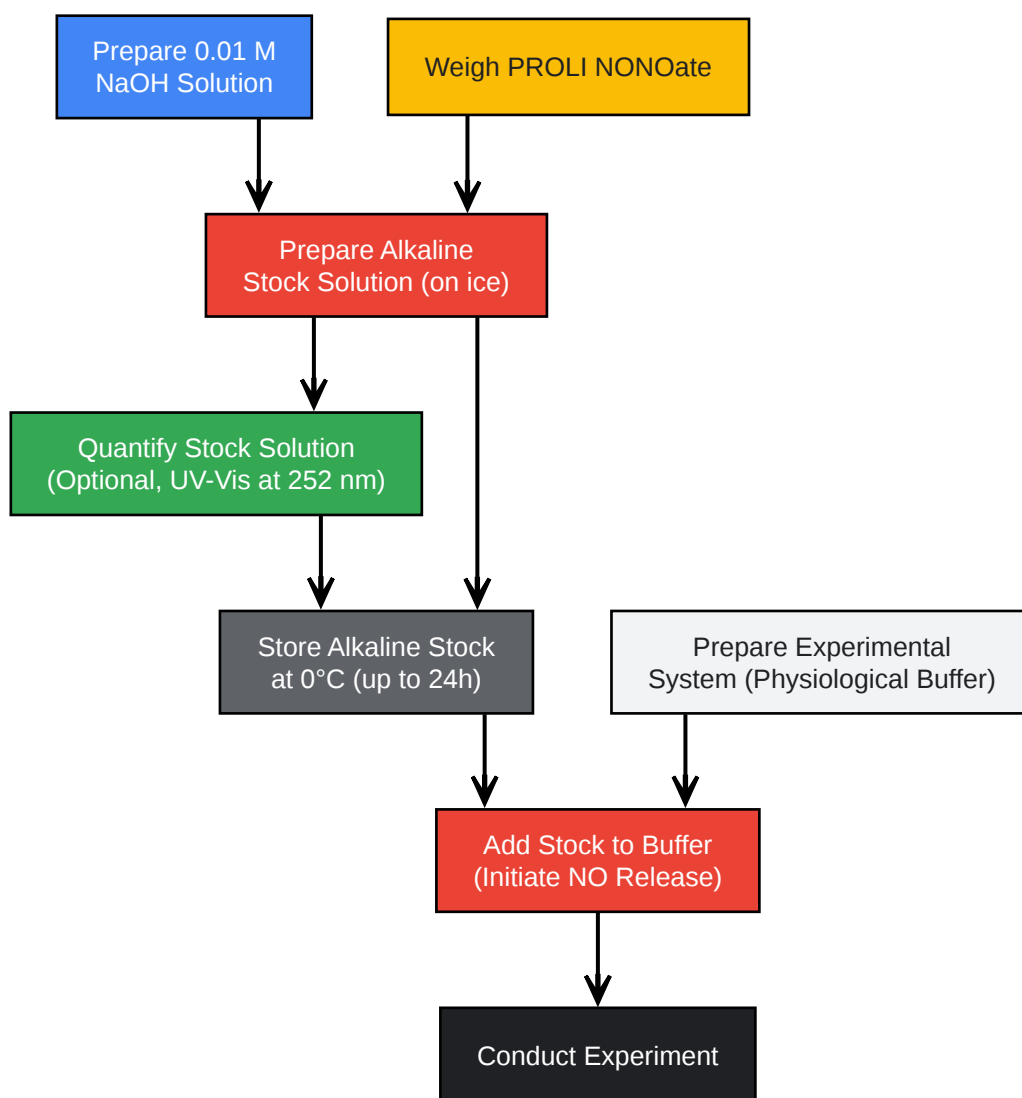 Prepare 0.01 M
NaOH Solution
Weigh PROLI NONOate
Prepare Alkaline
Stock Solution (on ice)
Quantify Stock Solution
(Optional, UV-Vis at 252 nm)
Store Alkaline Stock
at 0°C (up to 24h)
Prepare Experimental
System (Physiological Buffer)
Add Stock to Buffer
(Initiate NO Release)
Conduct Experiment